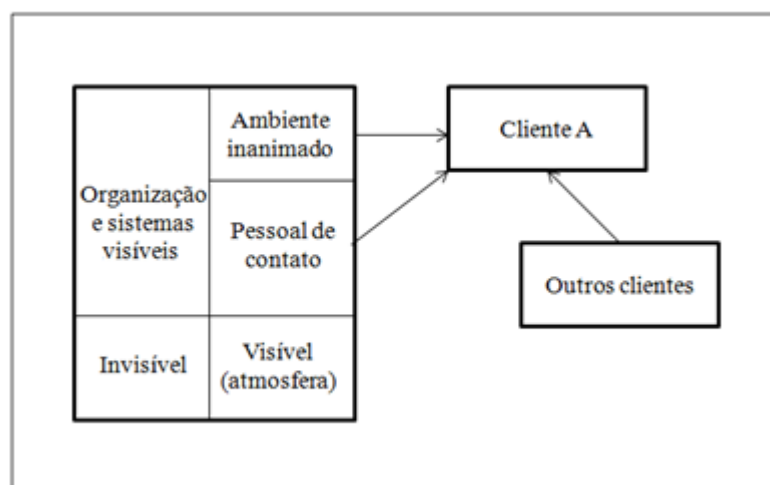 Ambiente
inanimado
Cliente A
Organização
e sistemas
visíveis
Pessoal de
contato
Outros clientes
Invisível
Visível
(atmosfera)